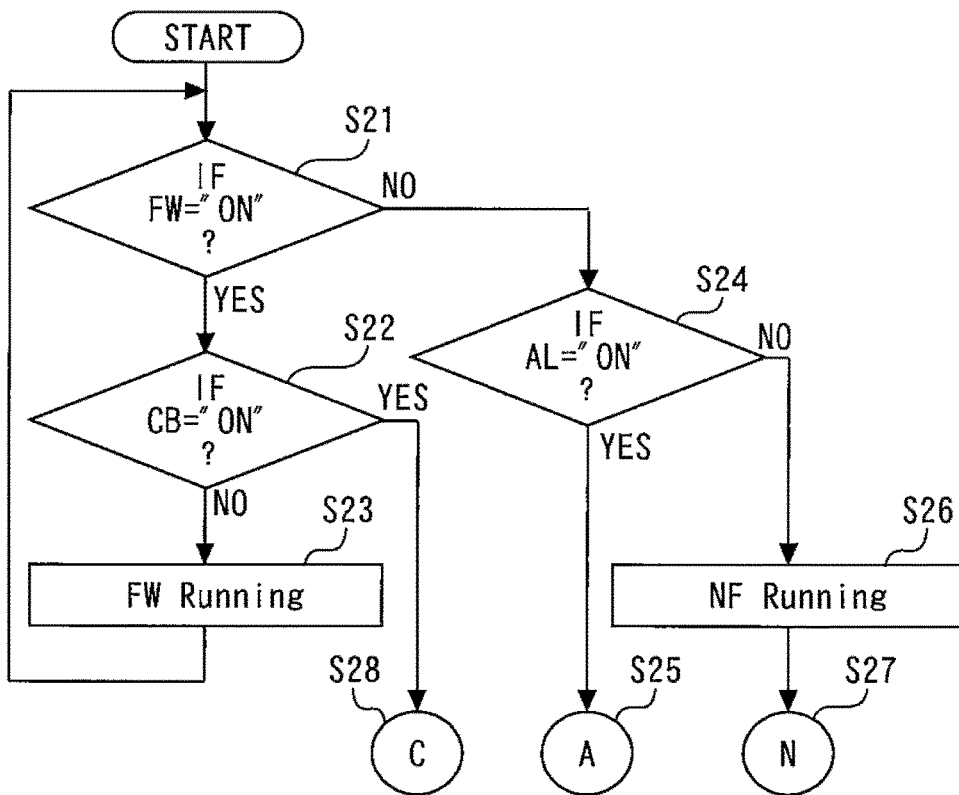 START
S21
IF
FW="ON"
?
NO
YES
S24
IF
AL="ON"
?
NO
YES
S22
IF
CB="ON"
?
YES
NO
S23
FW Running
S26
NF Running
S28
C
S25
A
S27
N